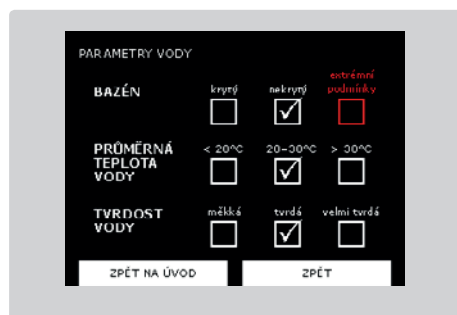 PARAMETRY VODY
extrémní
BAZÉN krytý nekrytý podmínky
PRŮMĚRNÁ < 20°C 20-30°C > 30°C
TEPLOTA
VODY
TVRDOST měkká tvrdá velmi tvrdá
VODY
ZPĚT NA ÚVOD ZPĚT